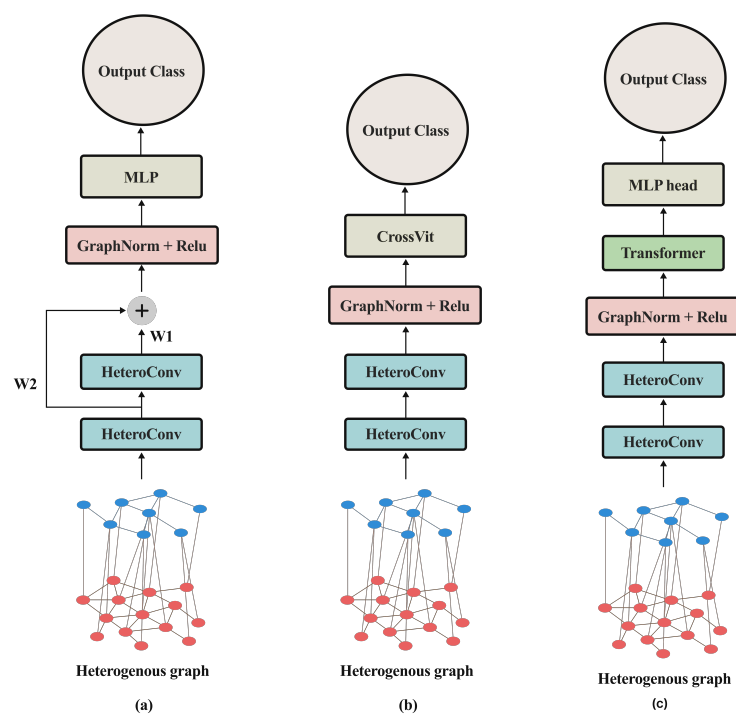 Output Class
MLP
GraphNorm + Relu
+
W1
HeteroConv
W2
HeteroConv
Heterogenous graph
(a)
Output Class
CrossVit
GraphNorm + Relu
HeteroConv
HeteroConv
Heterogenous graph
(b)
Output Class
MLP head
Transformer
GraphNorm + Relu
HeteroConv
HeteroConv
Heterogenous graph
(c)